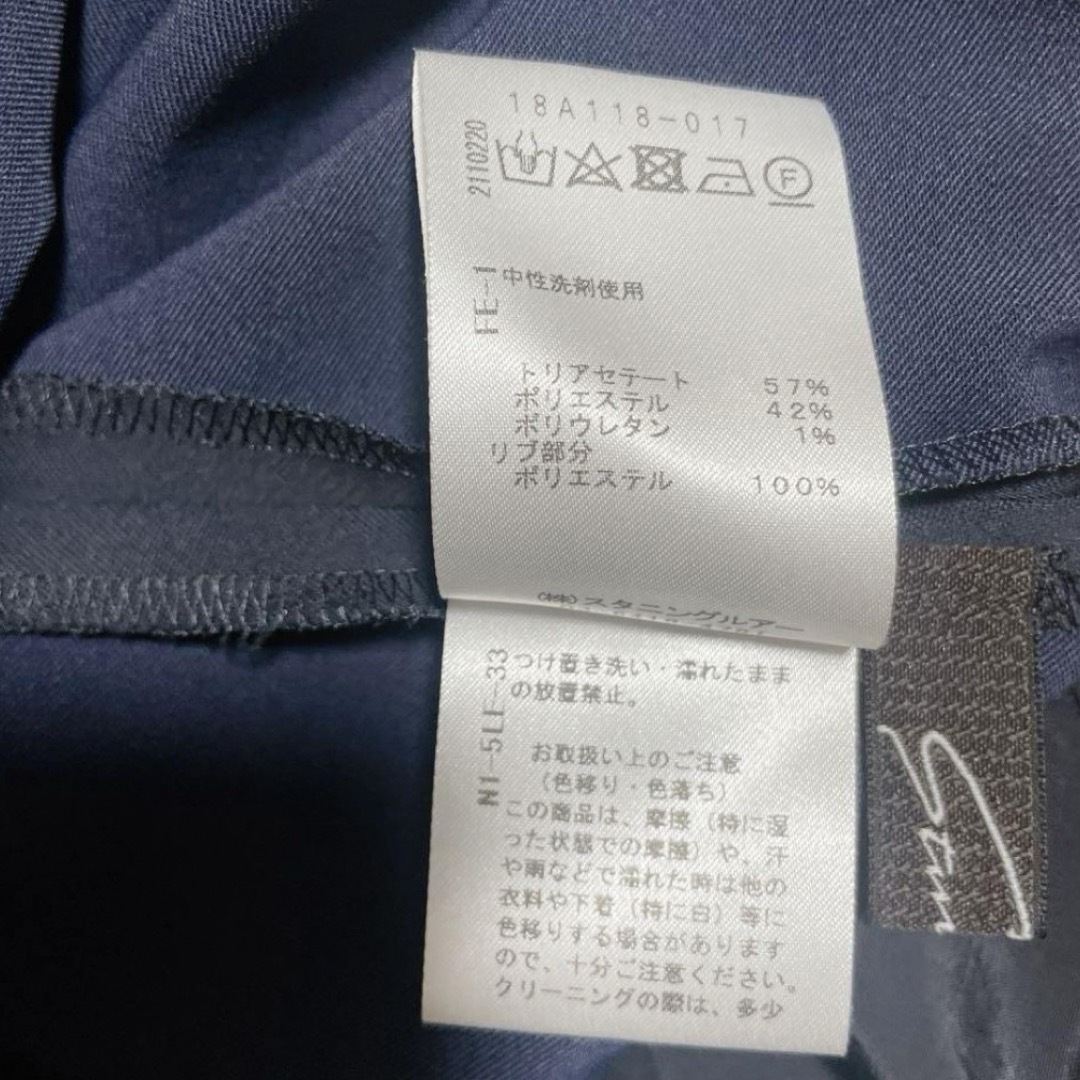 18A118-017
2110220
F
FE-1
中性洗剤使用
トリアセテート 57%
ポリエステル 42%
ポリウレタン 1%
リブ部分
ポリエステル 100%
(株)スタニングルアー
N1-5LF-33
つけ置き洗い・濡れたまま
の放置禁止。
お取扱い上のご注意
(色移り・色落ち)
この商品は、摩擦(特に湿
った状態での摩擦)や、汗
や雨などで濡れた時は他の
衣料や下着(特に白)等に
色移りする場合があります
ので、十分ご注意ください。
クリーニングの際は、多少